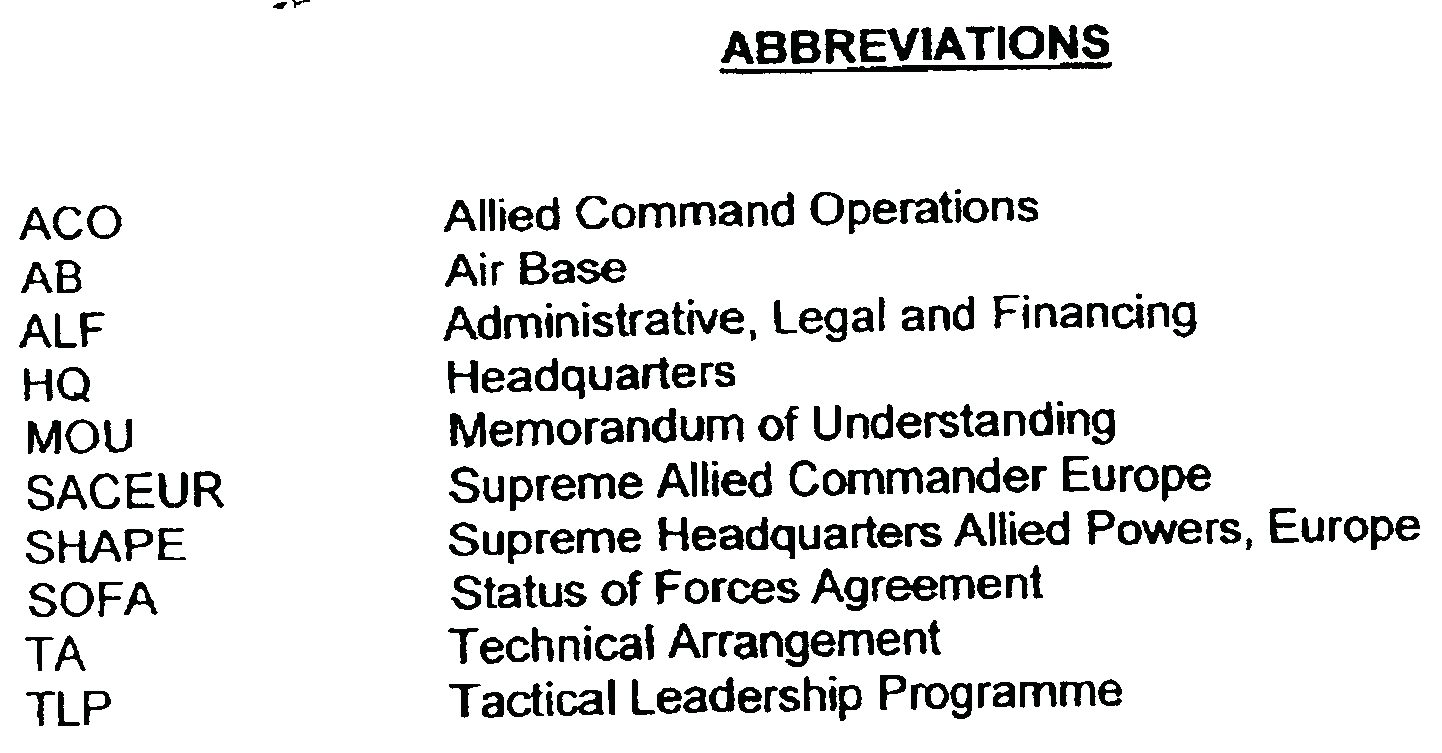 ABBREVIATIONS
ACO Allied Command Operations
AB Air Base
ALF Administrative, Legal and Financing
HQ Headquarters
MOU Memorandum of Understanding
SACEUR Supreme Allied Commander Europe
SHAPE Supreme Headquarters Allied Powers, Europe
SOFA Status of Forces Agreement
TA Technical Arrangement
TLP Tactical Leadership Programme